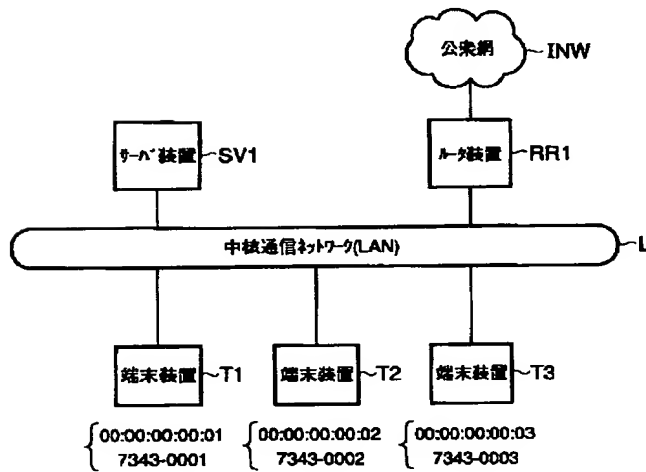 公衆網
INW
サーバ装置
SV1
ルータ装置
RR1
中核通信ネットワーク(LAN)
L
端末装置
T1
端末装置
T2
端末装置
T3
00:00:00:00:01
7343-0001
00:00:00:00:02
7343-0002
00:00:00:00:03
7343-0003